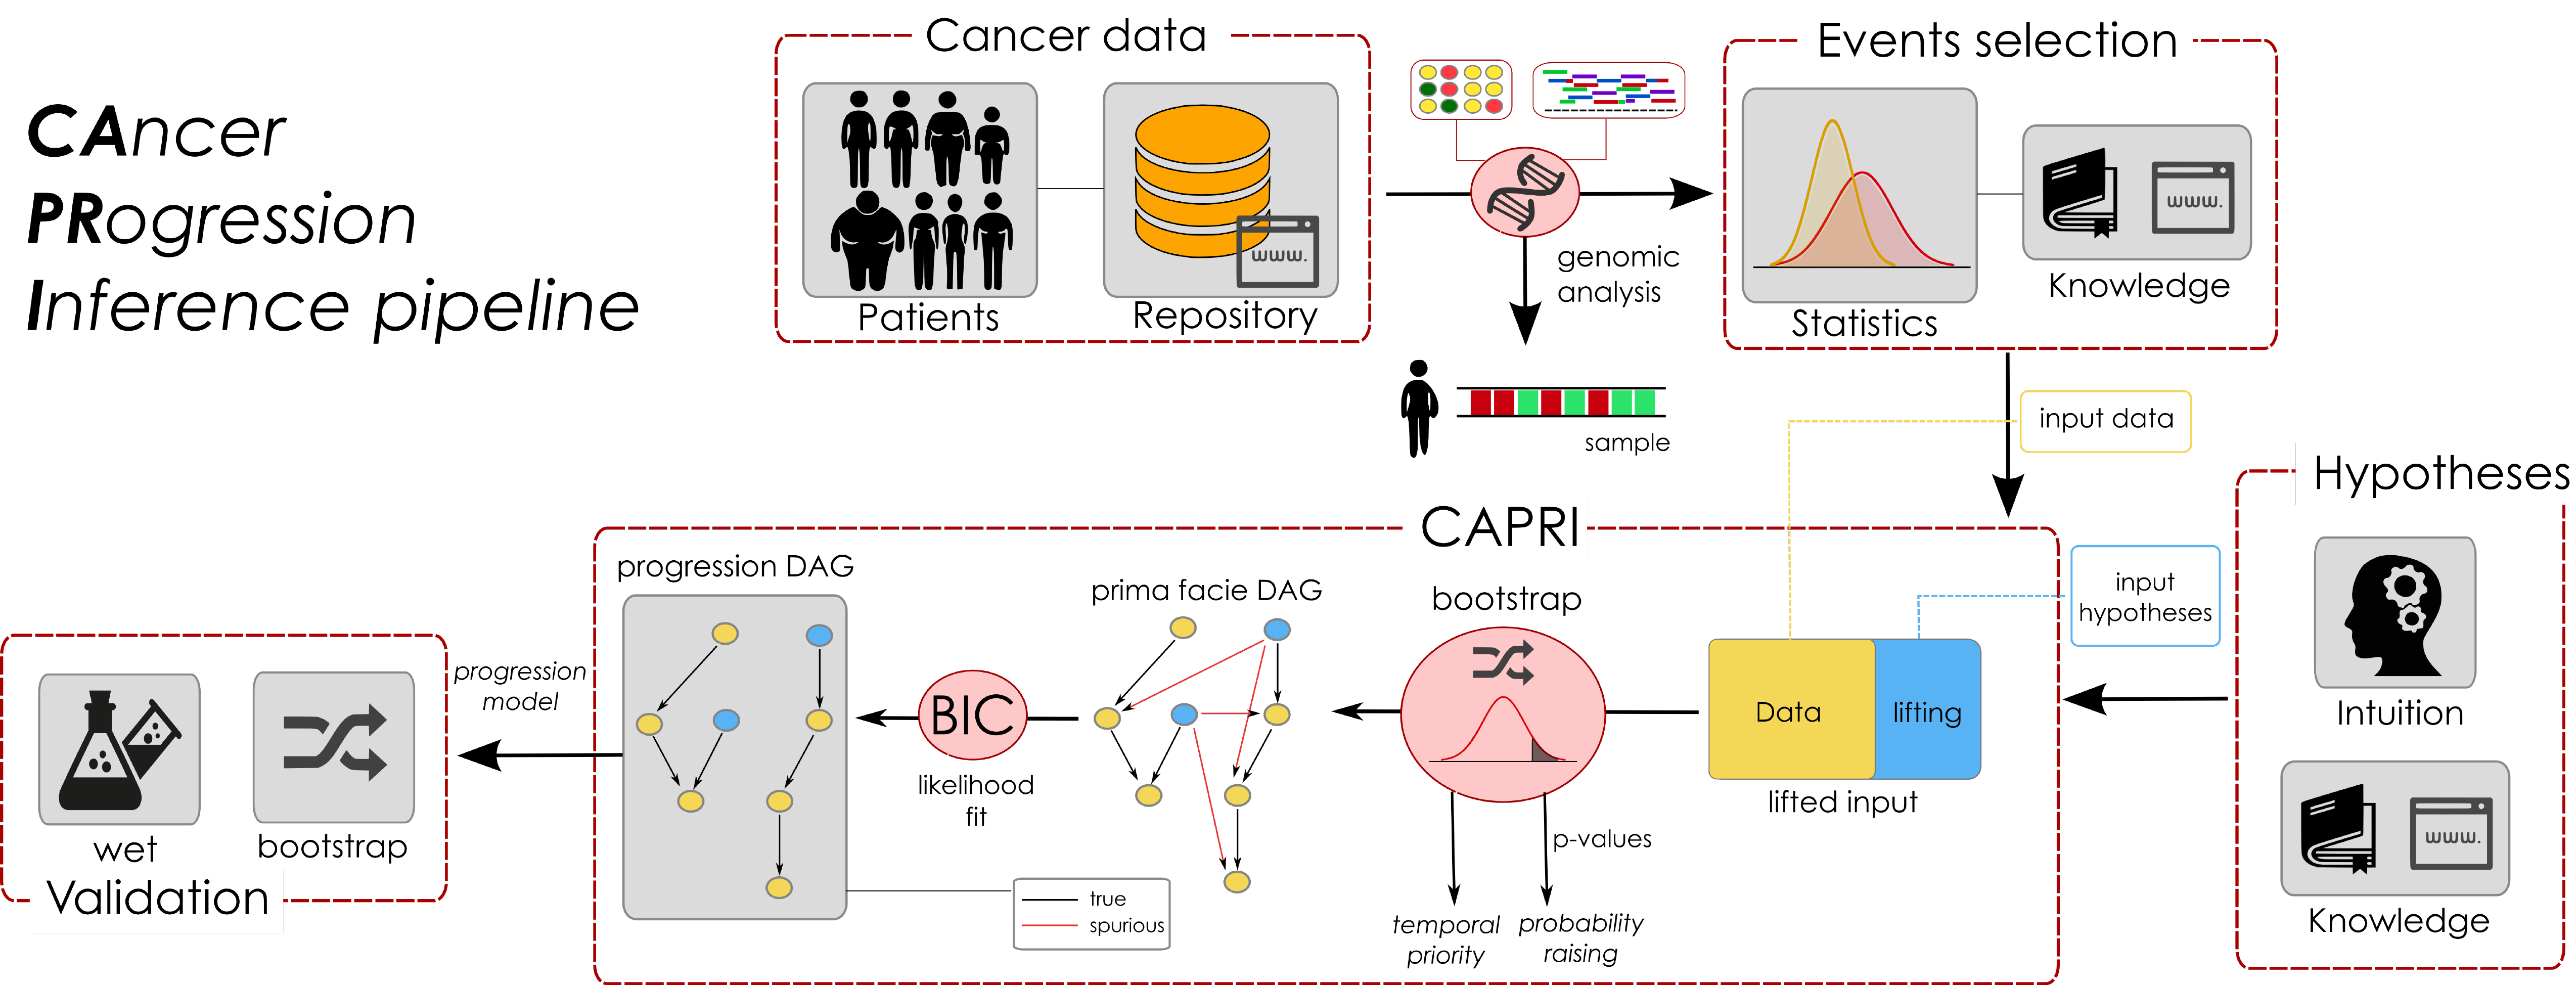 CAncer
PRogression
Inference pipeline
Cancer data
Patients
Repository
www.
genomic
analysis
sample
Events selection
Statistics
Knowledge
www.
input data
Hypotheses
input
hypotheses
Intuition
Knowledge
www.
CAPRI
progression DAG
prima facie DAG
bootstrap
BIC
likelihood
fit
Data
lifting
lifted input
p-values
temporal
priority
probability
raising
true
spurious
progression
model
wet
bootstrap
Validation